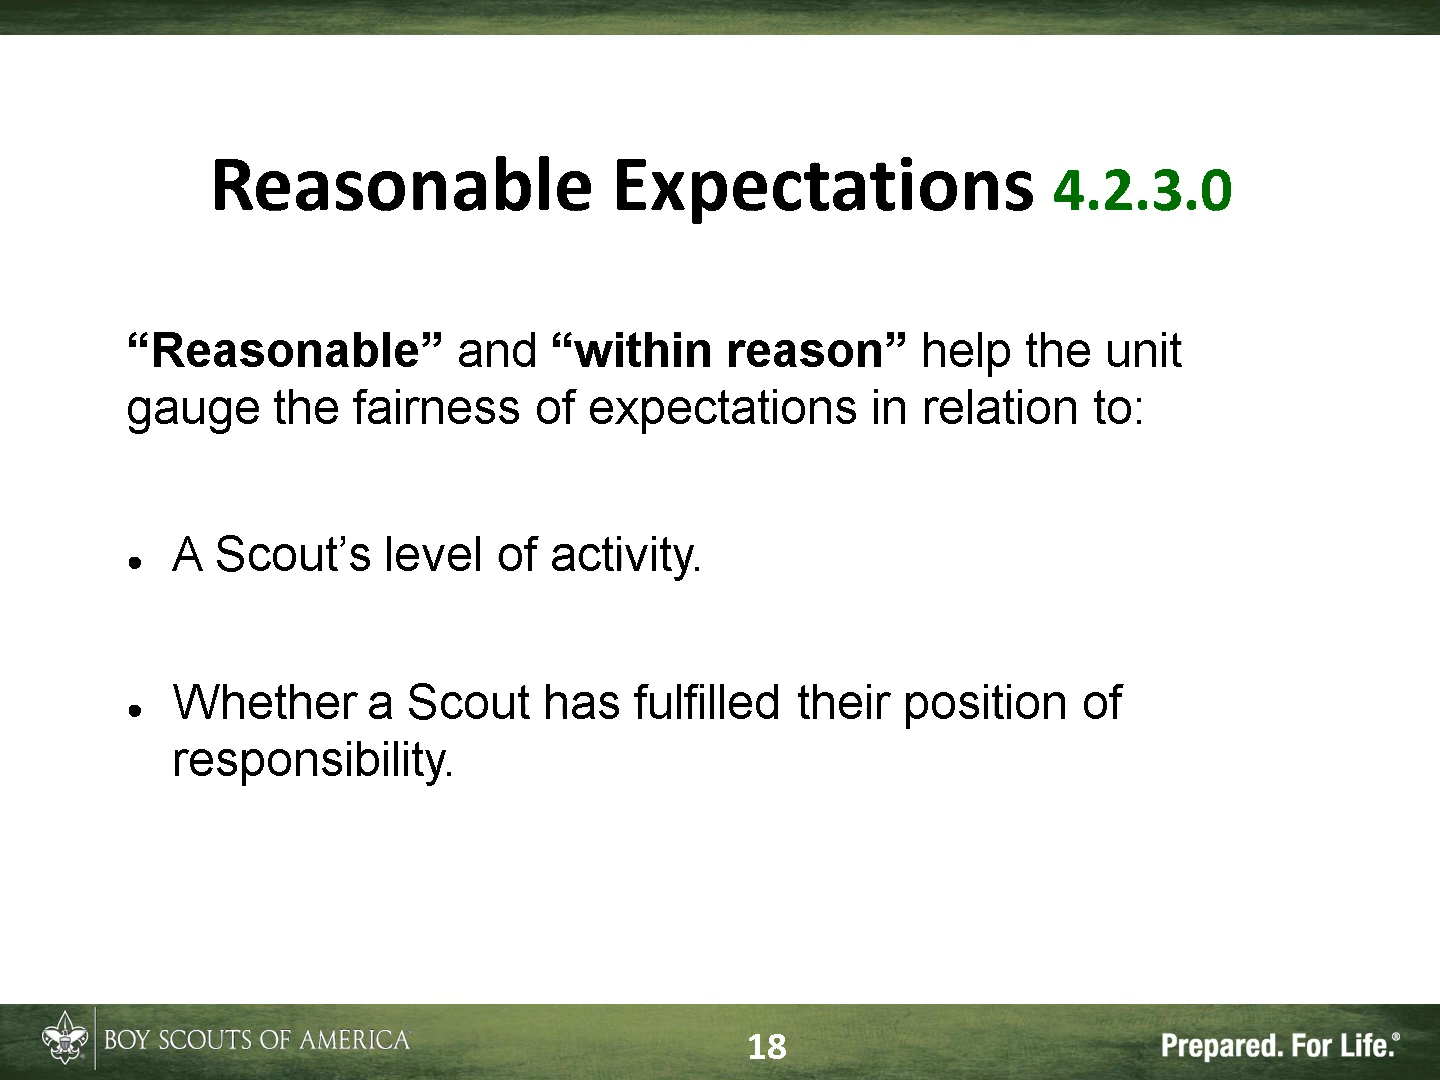 Reasonable Expectations 4.2.3.0
“Reasonable” and “within reason” help the unit
gauge the fairness of expectations in relation to:
● A Scout’s level of activity.
● Whether a Scout has fulfilled their position of
responsibility.
BOY SCOUTS OF AMERICA
18
Prepared. For Life.®